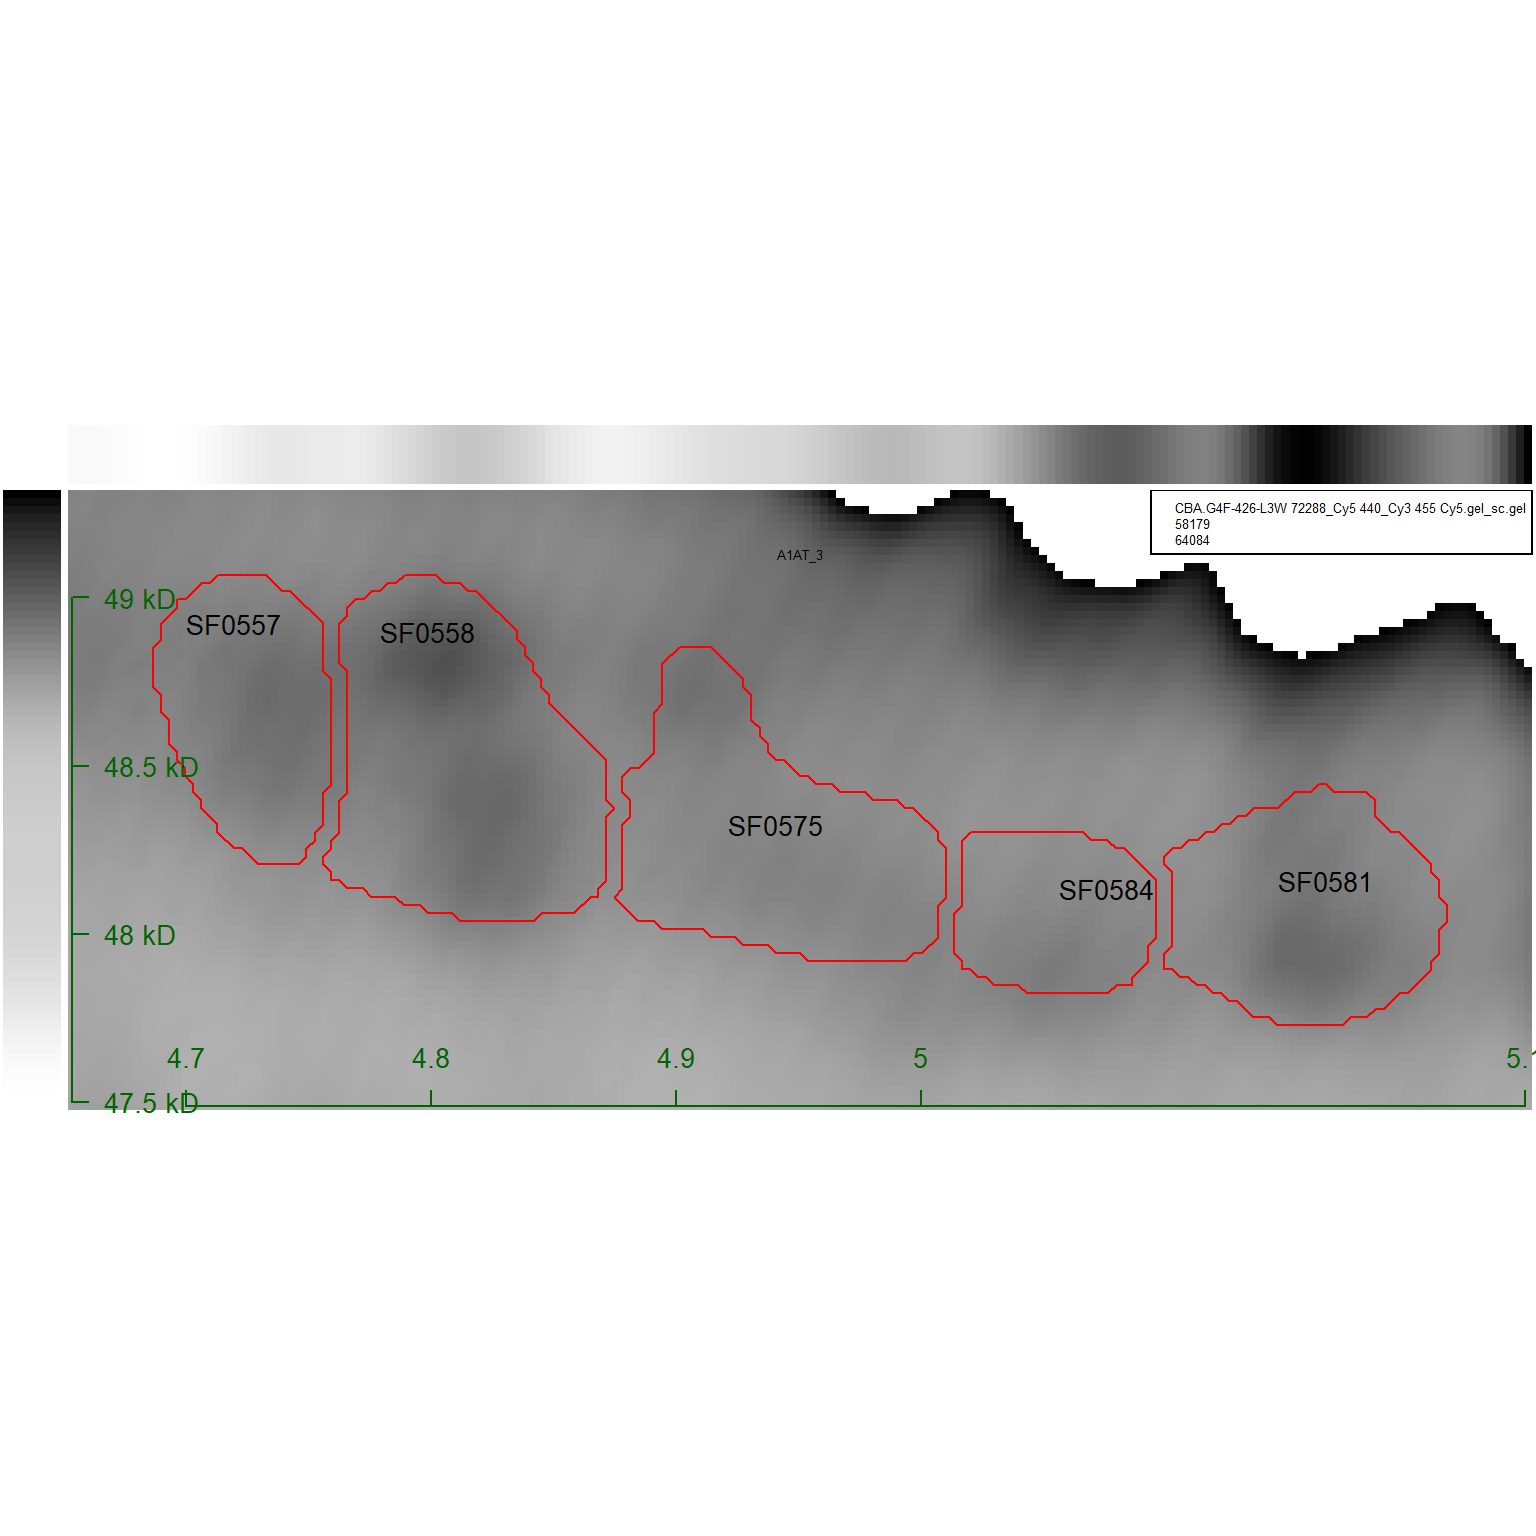 CBA.G4F-426-L3W 72288_Cy5 440_Cy3 455 Cy5.gel_sc.gel
58179
64084
A1AT_3
49 kD
SF0557
SF0558
48.5 kD
SF0575
SF0584
SF0581
48 kD
4.7
4.8
4.9
5
47.5 kD